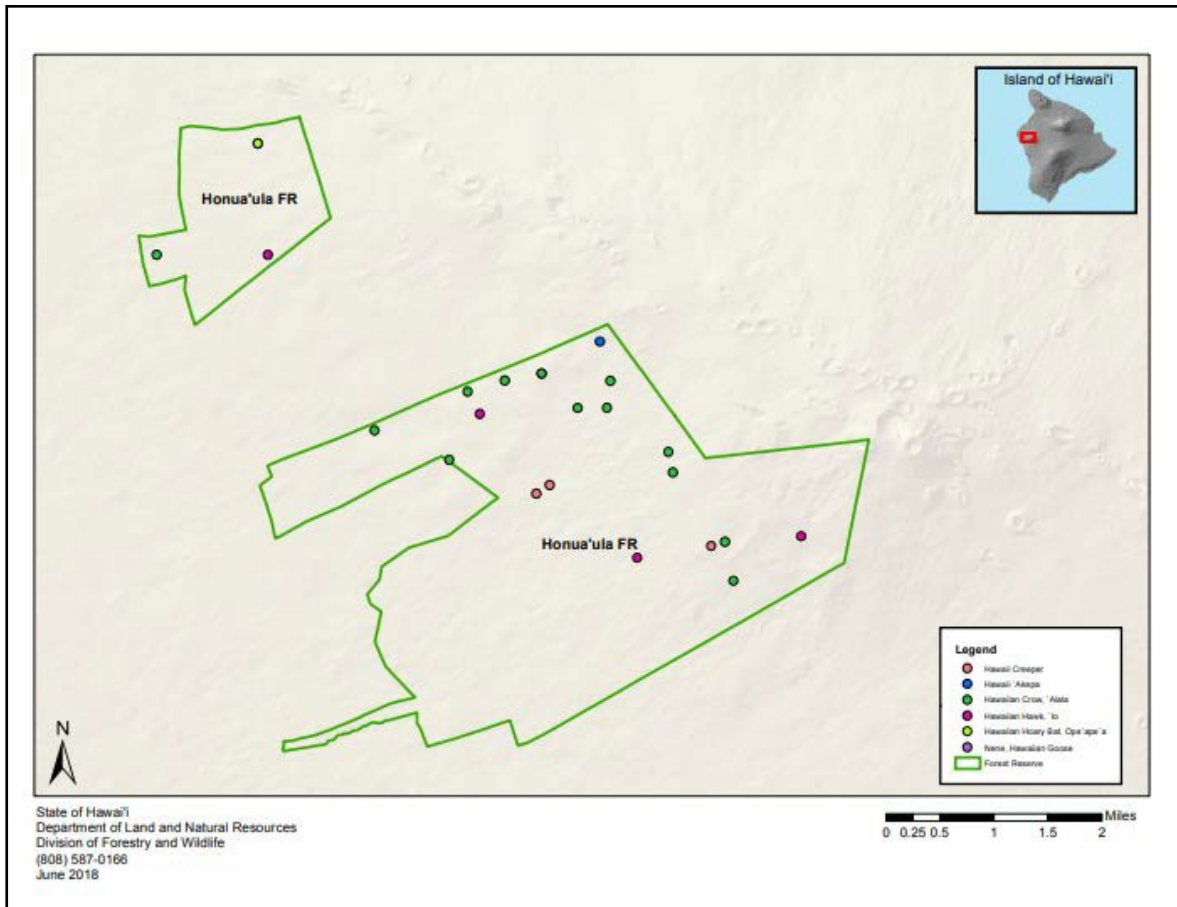 Island of Hawai'i
Honua'ula FR
Honua'ula FR
Legend
Hawaii Creeper
Hawaii `Akepa
Hawaiian Crow, `Alala
Hawaiian Hawk, `Io
Hawaiian Hoary Bat, Ope`ape`a
Nene, Hawaiian Goose
Forest Reserve
N
State of Hawai'i
Department of Land and Natural Resources
Division of Forestry and Wildlife
(808) 587-0166
June 2018
Miles
0 0.25 0.5 1 1.5 2